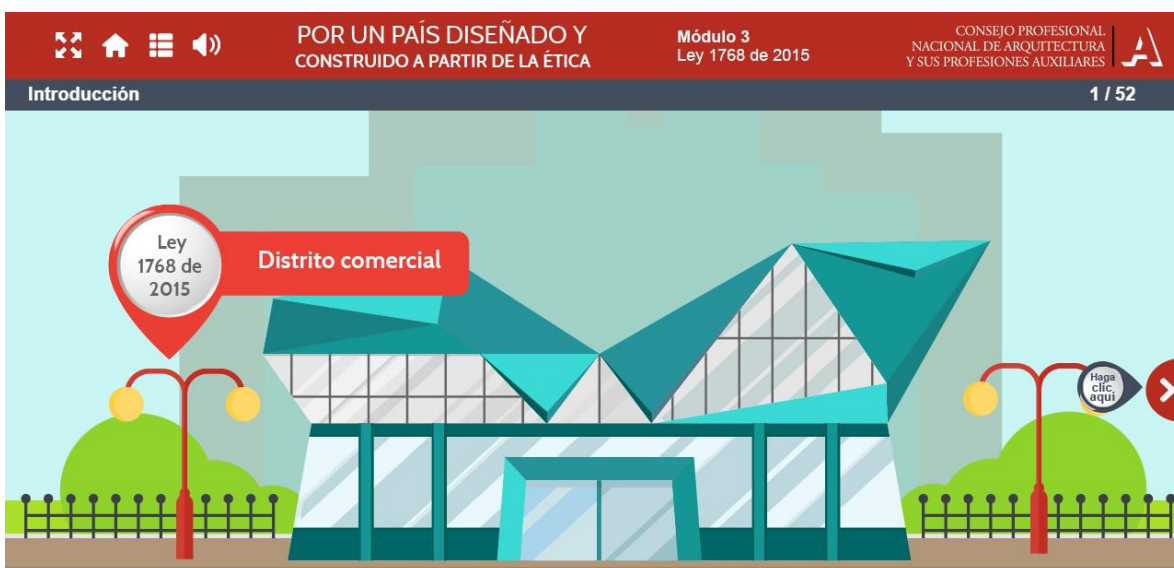 POR UN PAÍS DISEÑADO Y
CONSTRUIDO A PARTIR DE LA ÉTICA
Módulo 3
Ley 1768 de 2015
CONSEJO PROFESIONAL
NACIONAL DE ARQUITECTURA
Y SUS PROFESIONES AUXILIARES
Introducción
1 / 52
Ley
1768 de
2015
Distrito comercial
Haga
clic
aquí